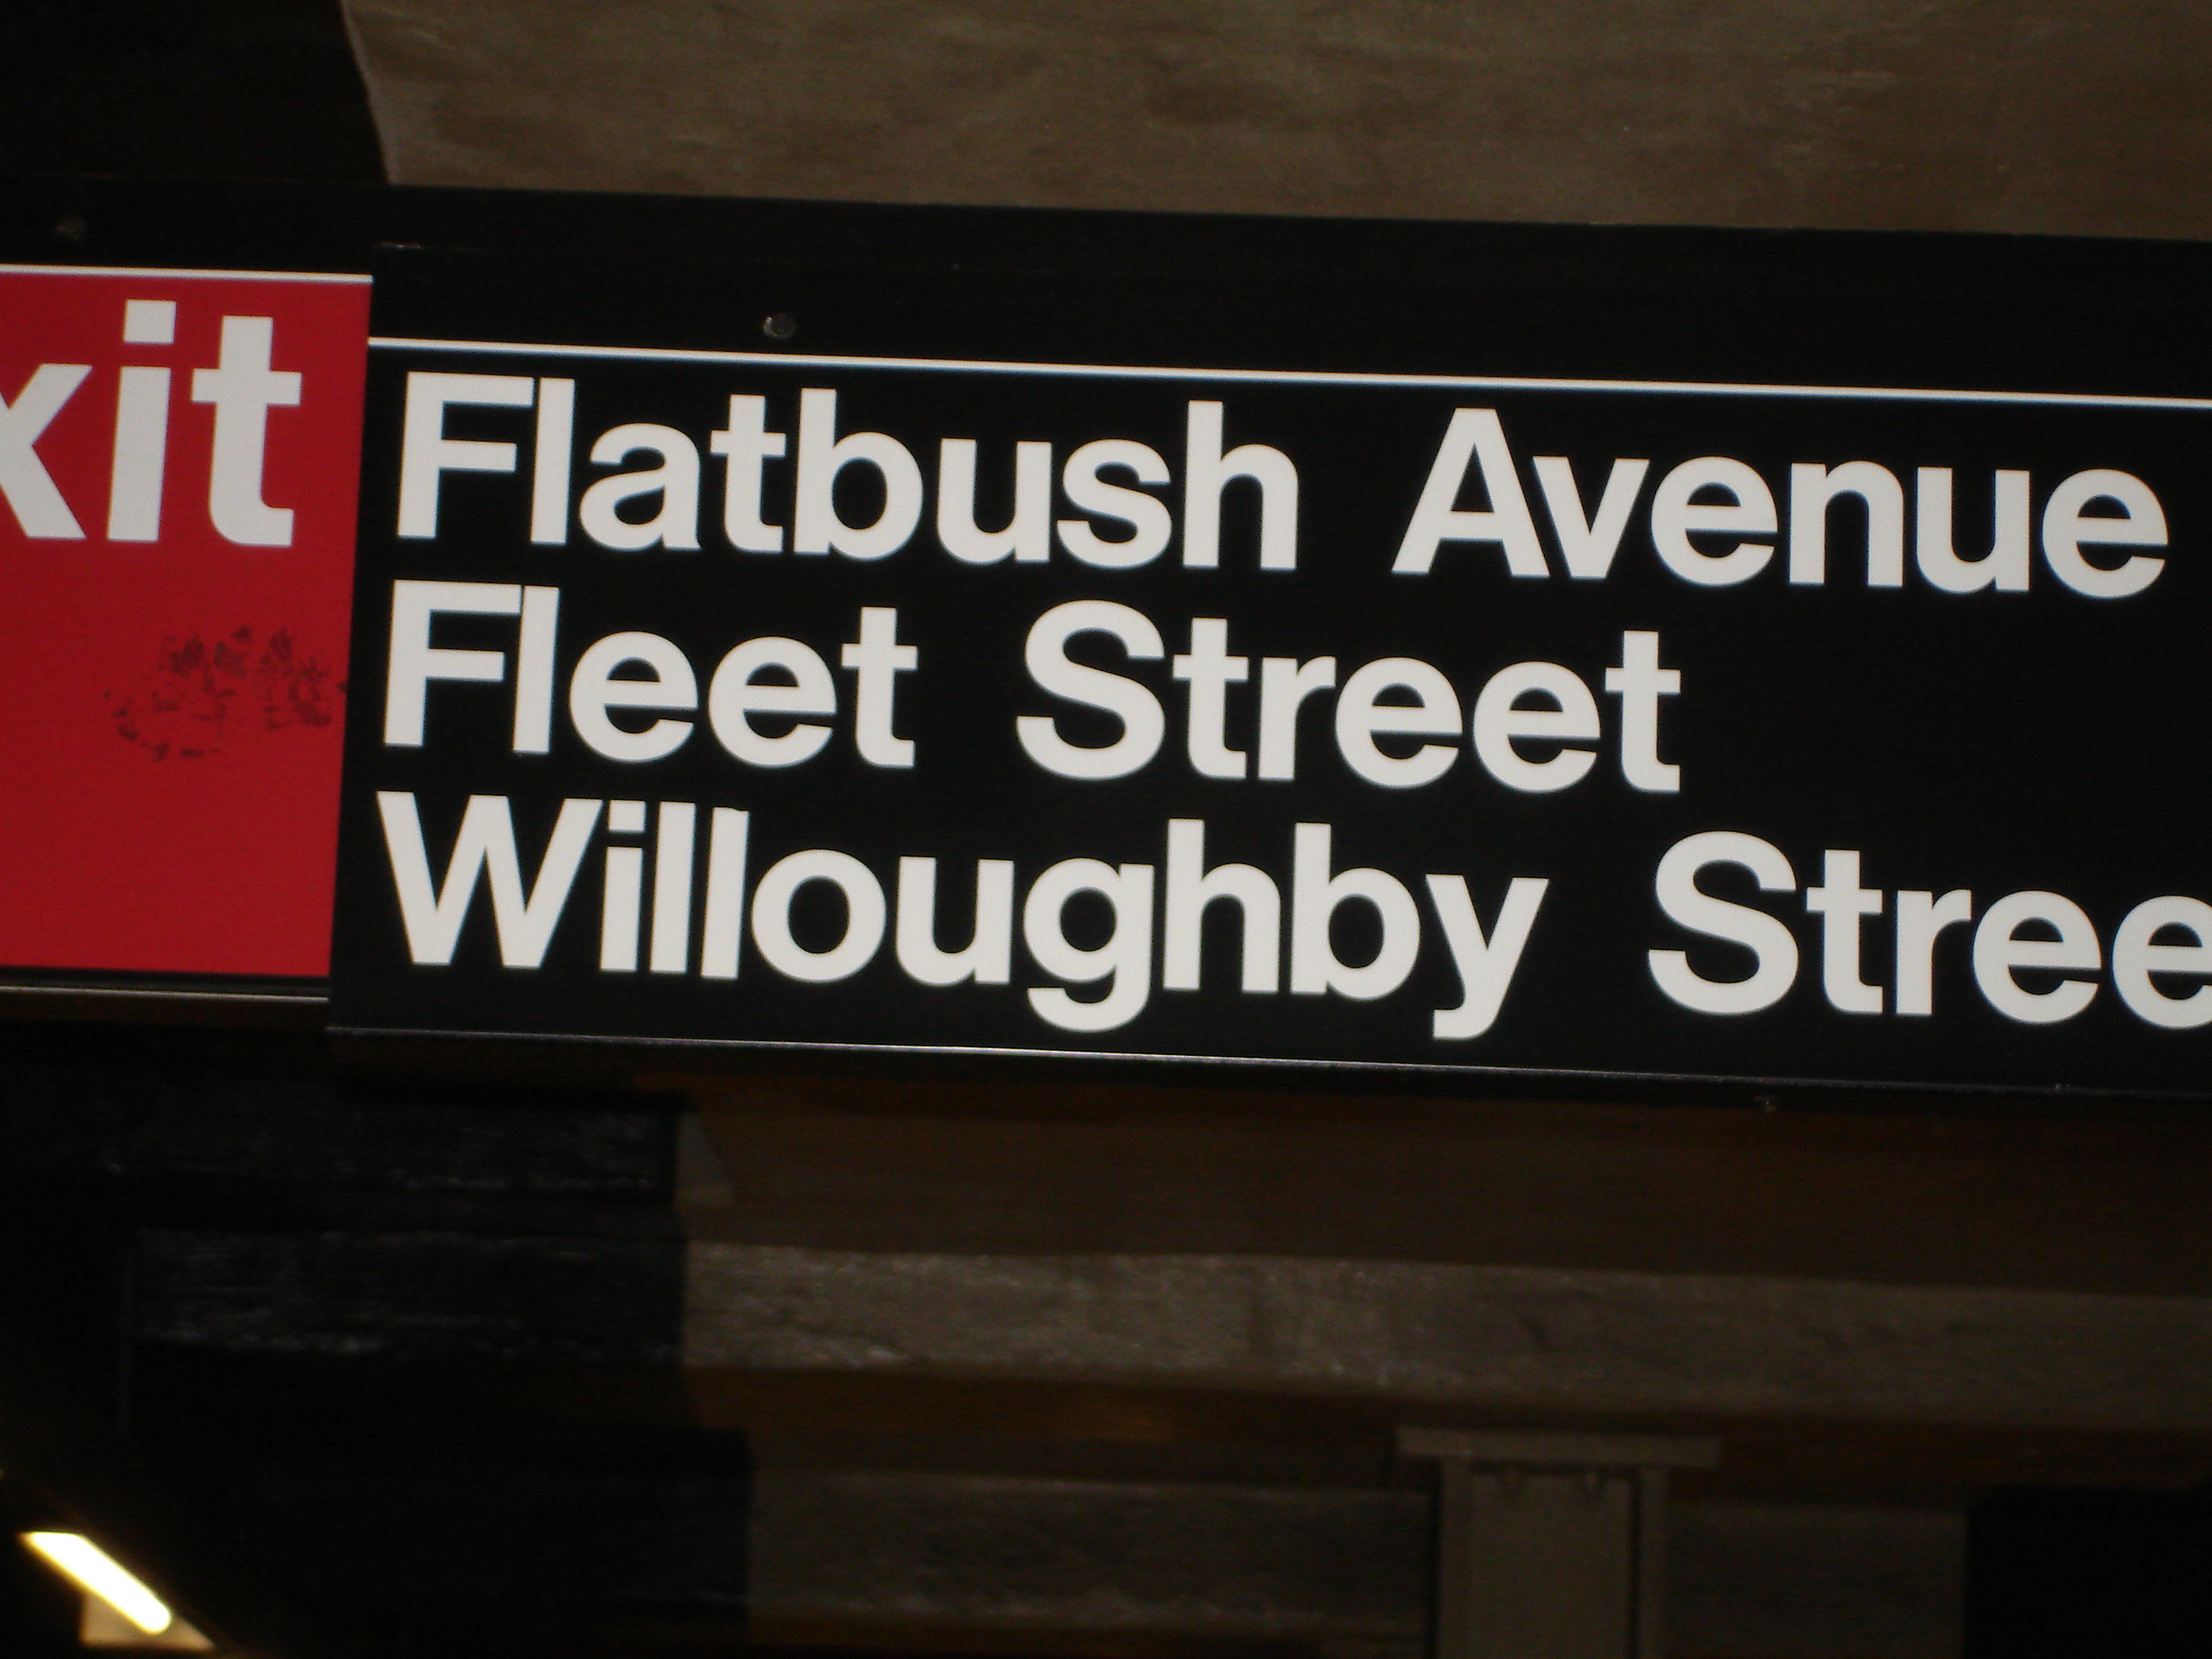 xit
Flatbush Avenue
Fleet Street
Willoughby Stree